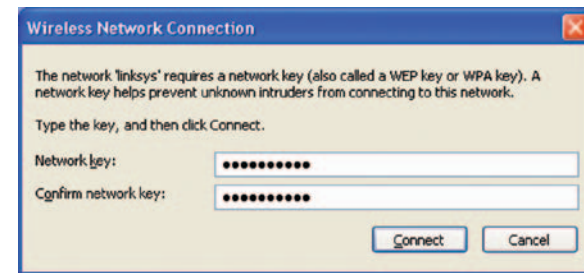 Wireless Network Connection
The network 'linksys' requires a network key (also called a WEP key or WPA key). A
network key helps prevent unknown intruders from connecting to this network.
Type the key, and then click Connect.
Network key: ••••••••••
Confirm network key: ••••••••••
Connect Cancel